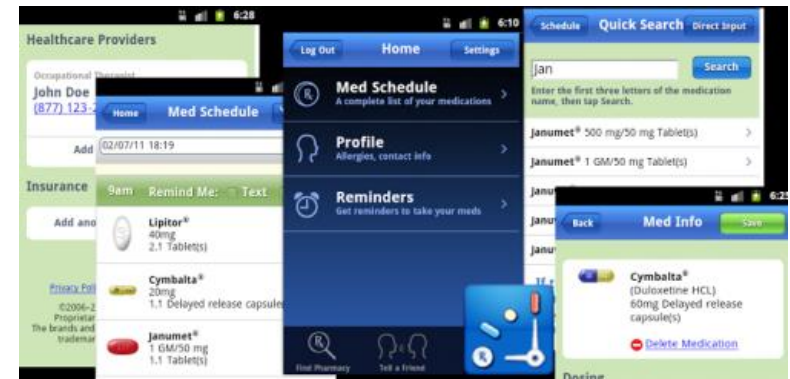 6:28
Healthcare Providers
Occupational
John Doe
(877) 123-
Add
Insurance
Add ano
Privacy Pol
©2006-2
Proprietar
The brands and
trademar
Home
Med Schedule
02/07/11 18:19
9am Remind Me: Text
Lipitor®
40mg
2.1 Tablet(s)
Cymbalta®
20mg
1.1 Delayed release capsule
Janumet®
1 GM/50 mg
1.1 Tablet(s)
6:10
Log Out
Home
Settings
Med Schedule
A complete list of your medications
Profile
Allergies, contact info
Reminders
Get reminders to take your meds
Find Pharmacy
Tell a Friend
R
Schedule
Quick Search
Direct Input
Jan
Search
Enter the first three letters of the medication
name, then tap Search.
Janumet® 500 mg/50 mg Tablet(s)
Janumet® 1 GM/50 mg Tablet(s)
Janu
Janu
Janu
If
6:25
Back
Med Info
Save
Cymbalta®
(Duloxetine HCL)
60mg Delayed release
capsule(s)
Delete Medication
Dosing